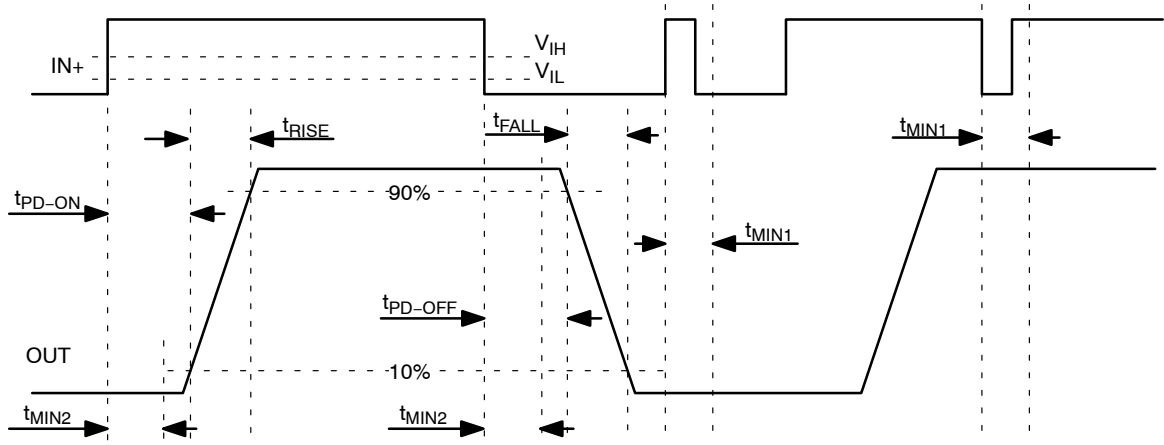 V_IH
IN+
V_IL
t_RISE
t_FALL
t_MIN1
90%
t_PD–ON
t_MIN1
t_PD–OFF
OUT
10%
t_MIN2
t_MIN2